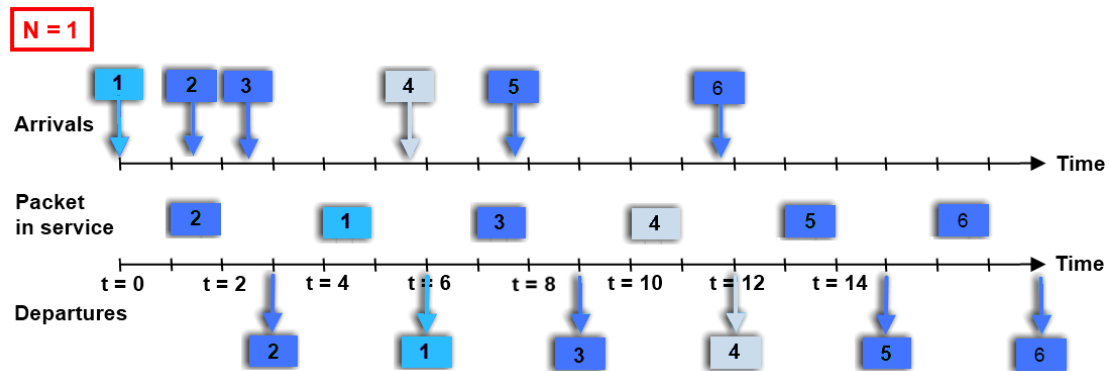 N = 1
1 2 3 4 5 6
Arrivals
Time
Packet
in service
2 1 3 4 5 6
Time
t = 0 t = 2 t = 4 t = 6 t = 8 t = 10 t = 12 t = 14
Departures
2 1 3 4 5 6